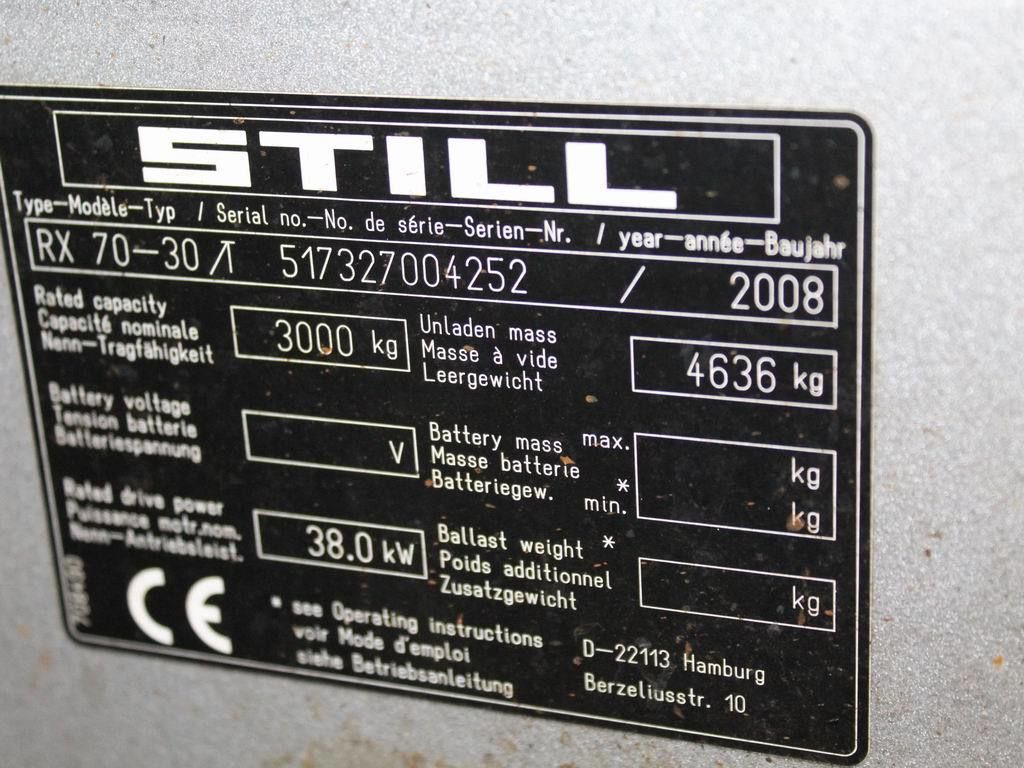 STILL
Type–Modèle–Typ / Serial no.–No. de série–Serien–Nr. / year–année–Baujahr
RX 70–30 517327004252 / 2008
Rated capacity
Capacité nominale
Nenn–Tragfähigkeit
3000 kg
Unladen mass
Masse à vide
Leergewicht
4636 kg
Battery voltage
Tension batterie
Batteriespannung
V
Battery mass max.
Masse batterie *
Batteriegew. min.
kg
kg
Rated drive power
Puissance motr.nom.
Nenn–Antriebsleist.
38.0 kW
Ballast weight *
Poids additionnel
Zusatzgewicht
kg
CE
* see Operating instructions
voir Mode d'emploi
siehe Betriebsanleitung
D–22113 Hamburg
Berzeliusstr. 10